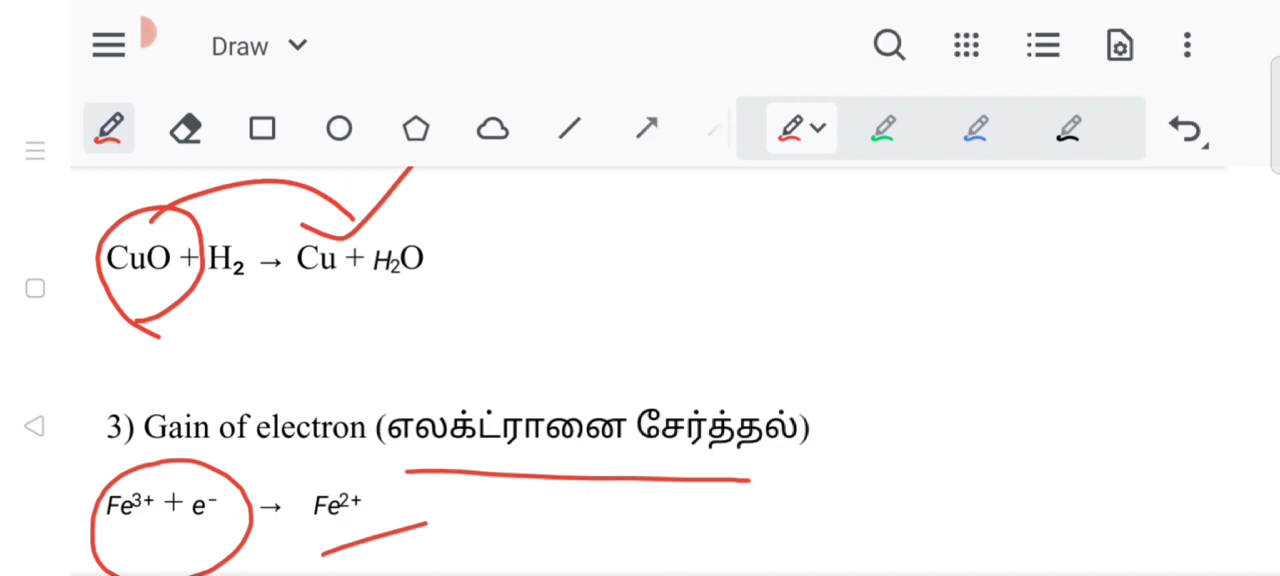 Draw
CuO + H₂ → Cu + H₂O
3) Gain of electron (எலக்ட்ரானை சேர்த்தல்)
Fe³⁺ + e⁻ → Fe²⁺